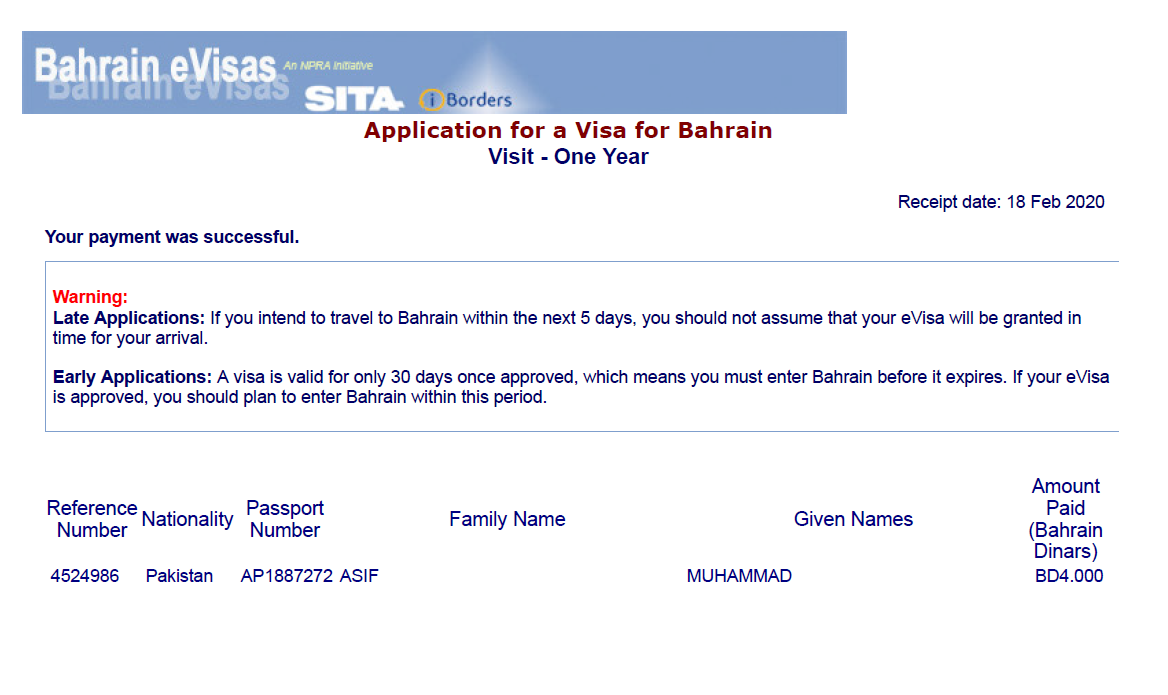 Bahrain eVisas An NPRA Initiative
SITA iBorders
Application for a Visa for Bahrain
Visit - One Year
Receipt date: 18 Feb 2020
Your payment was successful.
Warning:
Late Applications: If you intend to travel to Bahrain within the next 5 days, you should not assume that your eVisa will be granted in
time for your arrival.
Early Applications: A visa is valid for only 30 days once approved, which means you must enter Bahrain before it expires. If your eVisa
is approved, you should plan to enter Bahrain within this period.
Reference Number Nationality Passport Number Family Name Given Names Amount Paid (Bahrain Dinars)
4524986 Pakistan AP1887272 ASIF MUHAMMAD BD4.000